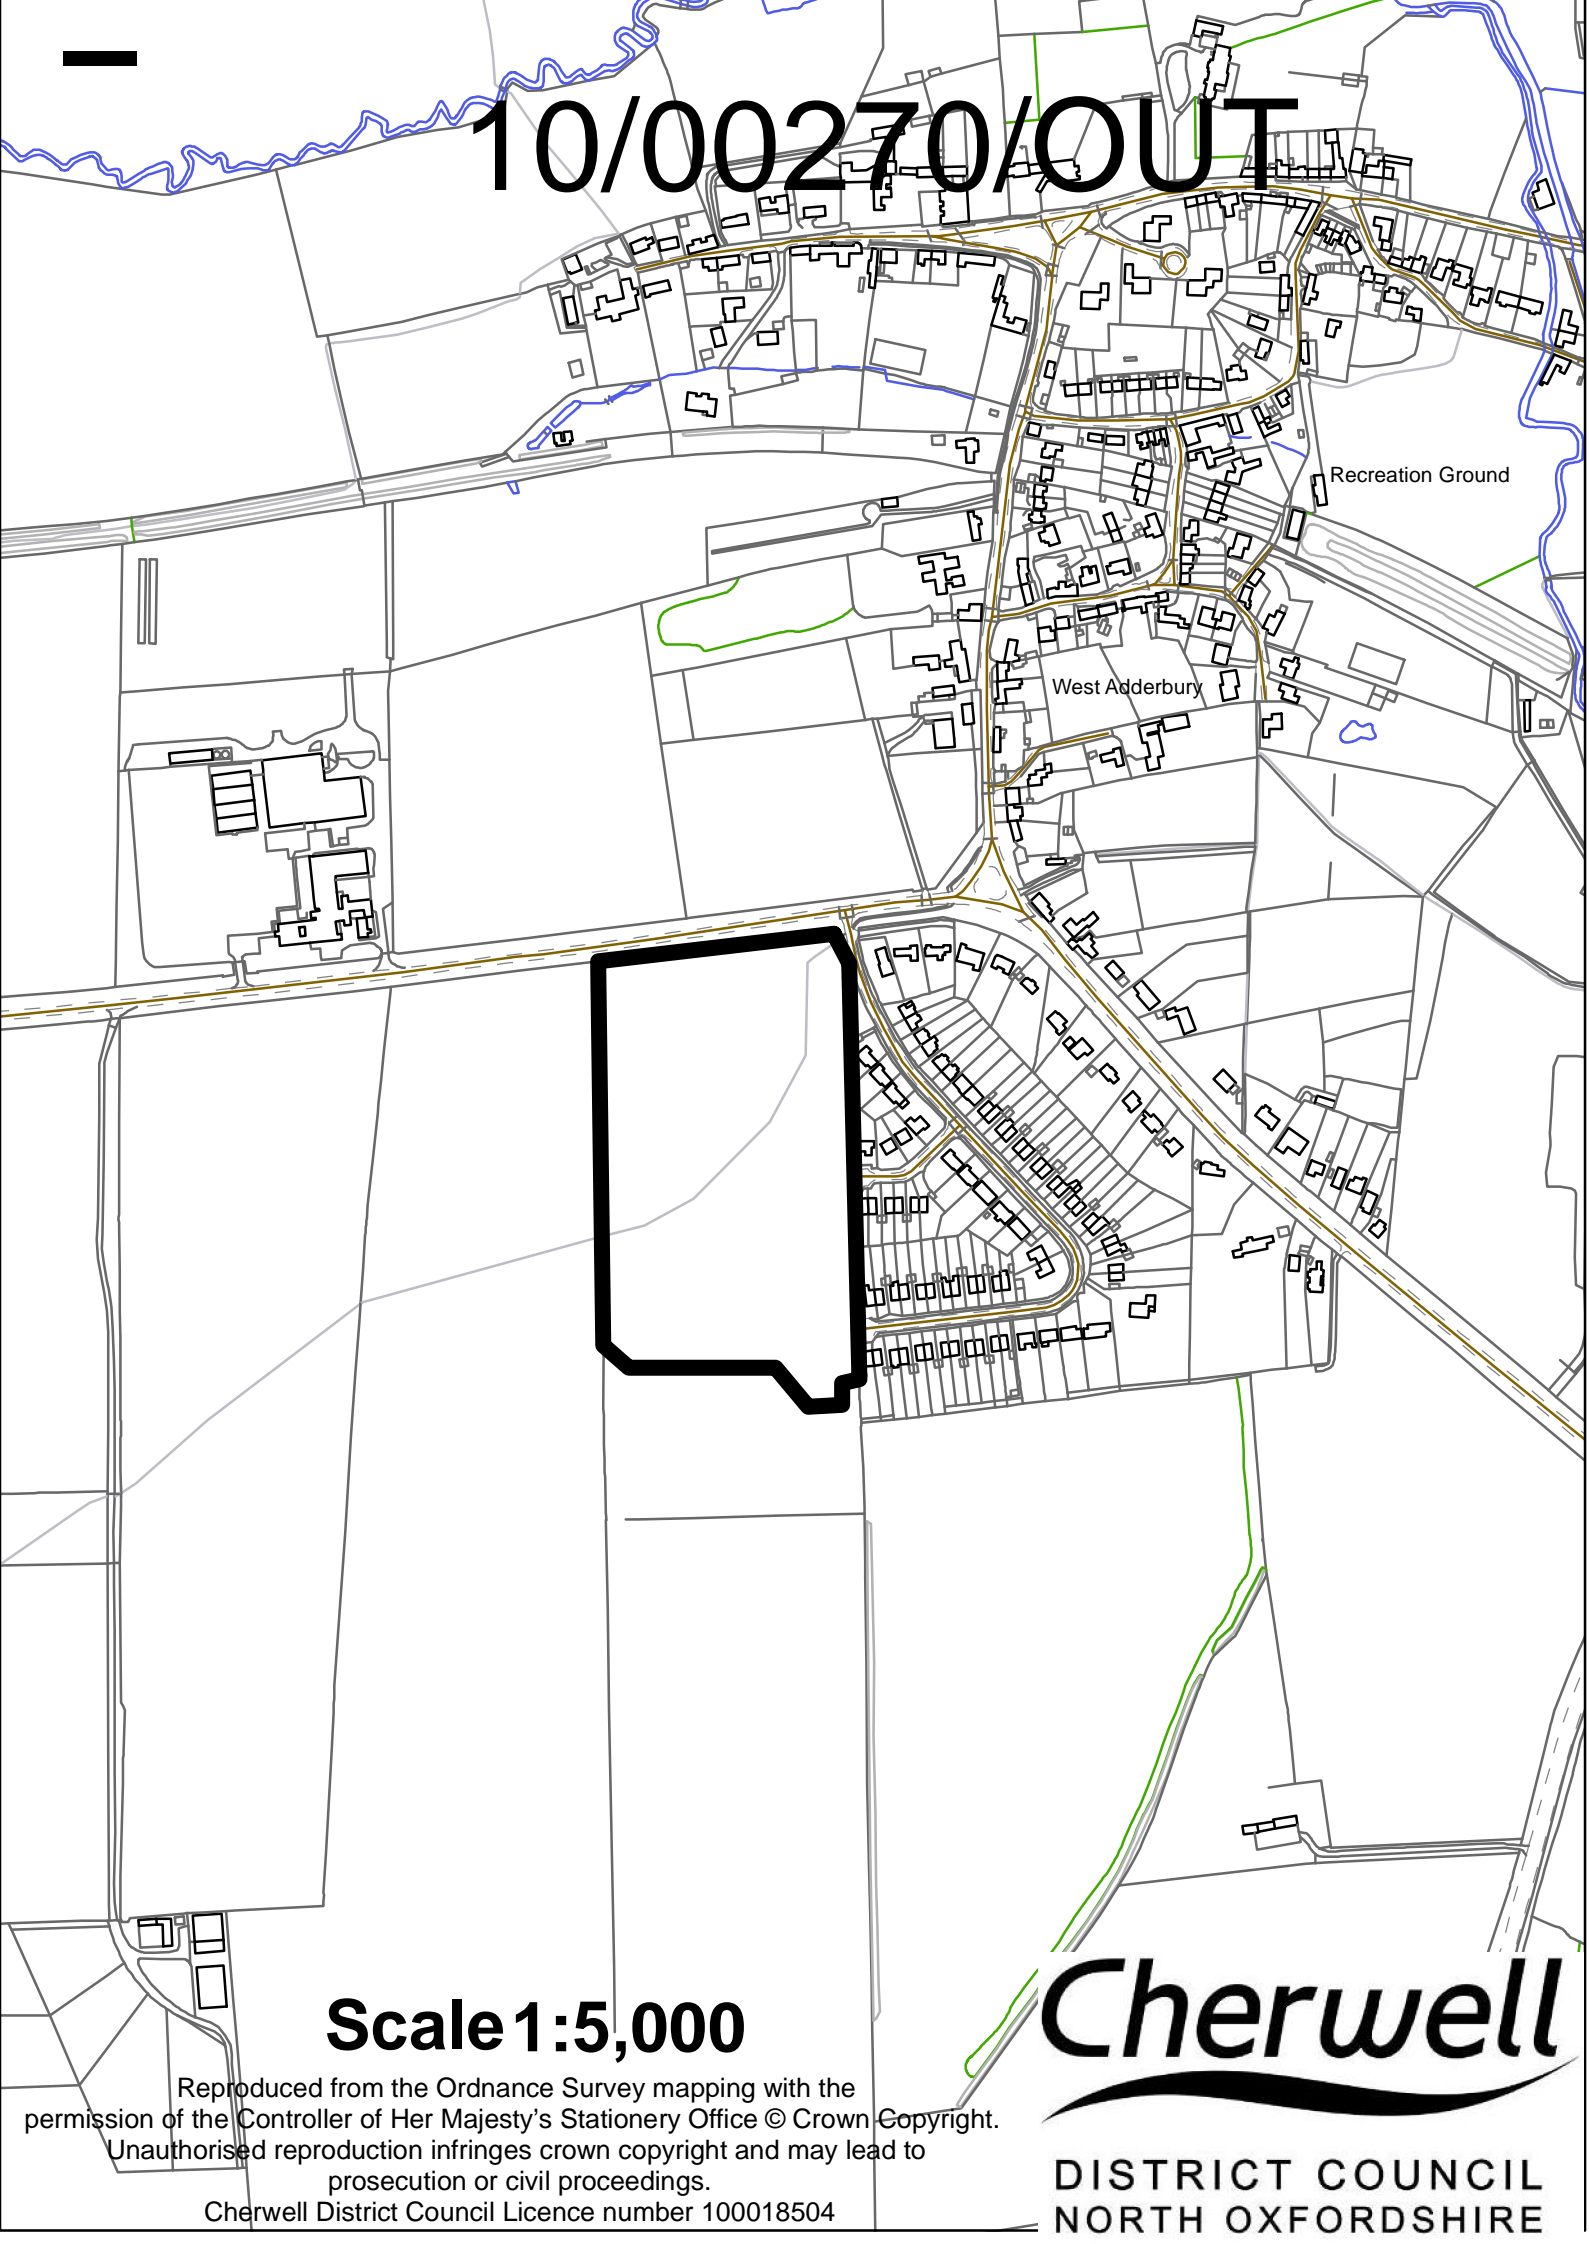 10/00270/OUT
Recreation Ground
West Adderbury
Scale 1:5,000
Reproduced from the Ordnance Survey mapping with the
permission of the Controller of Her Majesty's Stationery Office © Crown Copyright.
Unauthorised reproduction infringes crown copyright and may lead to
prosecution or civil proceedings.
Cherwell District Council Licence number 100018504
Cherwell
DISTRICT COUNCIL
NORTH OXFORDSHIRE